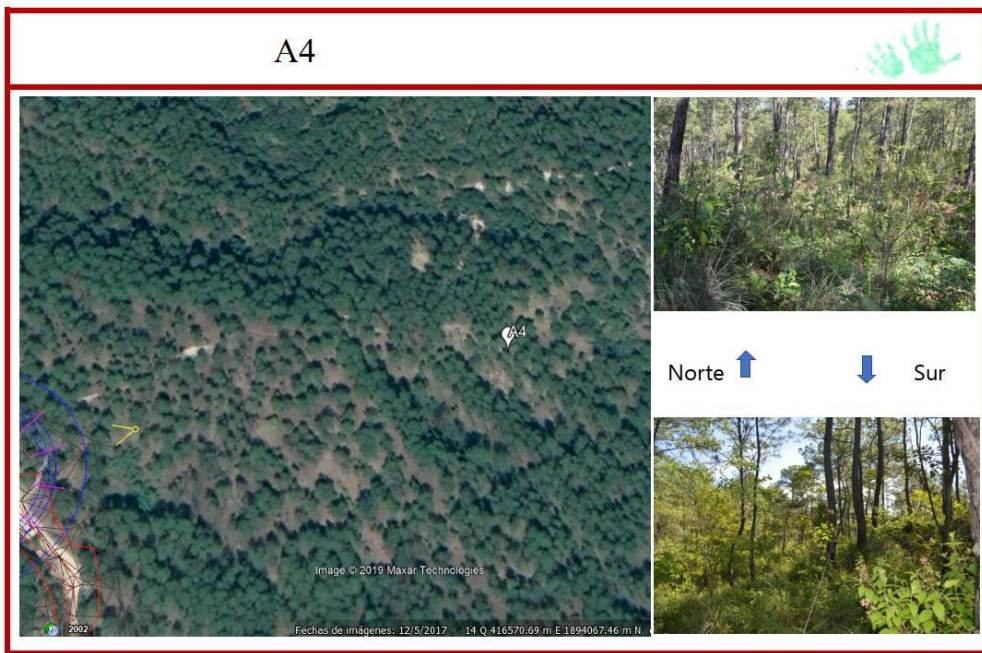 A4
A4
Norte
Sur
Image © 2019 Maxar Technologies
2002
Fechas de imágenes: 12/5/2017 14 Q 416570.69 m E 1894067.46 m N